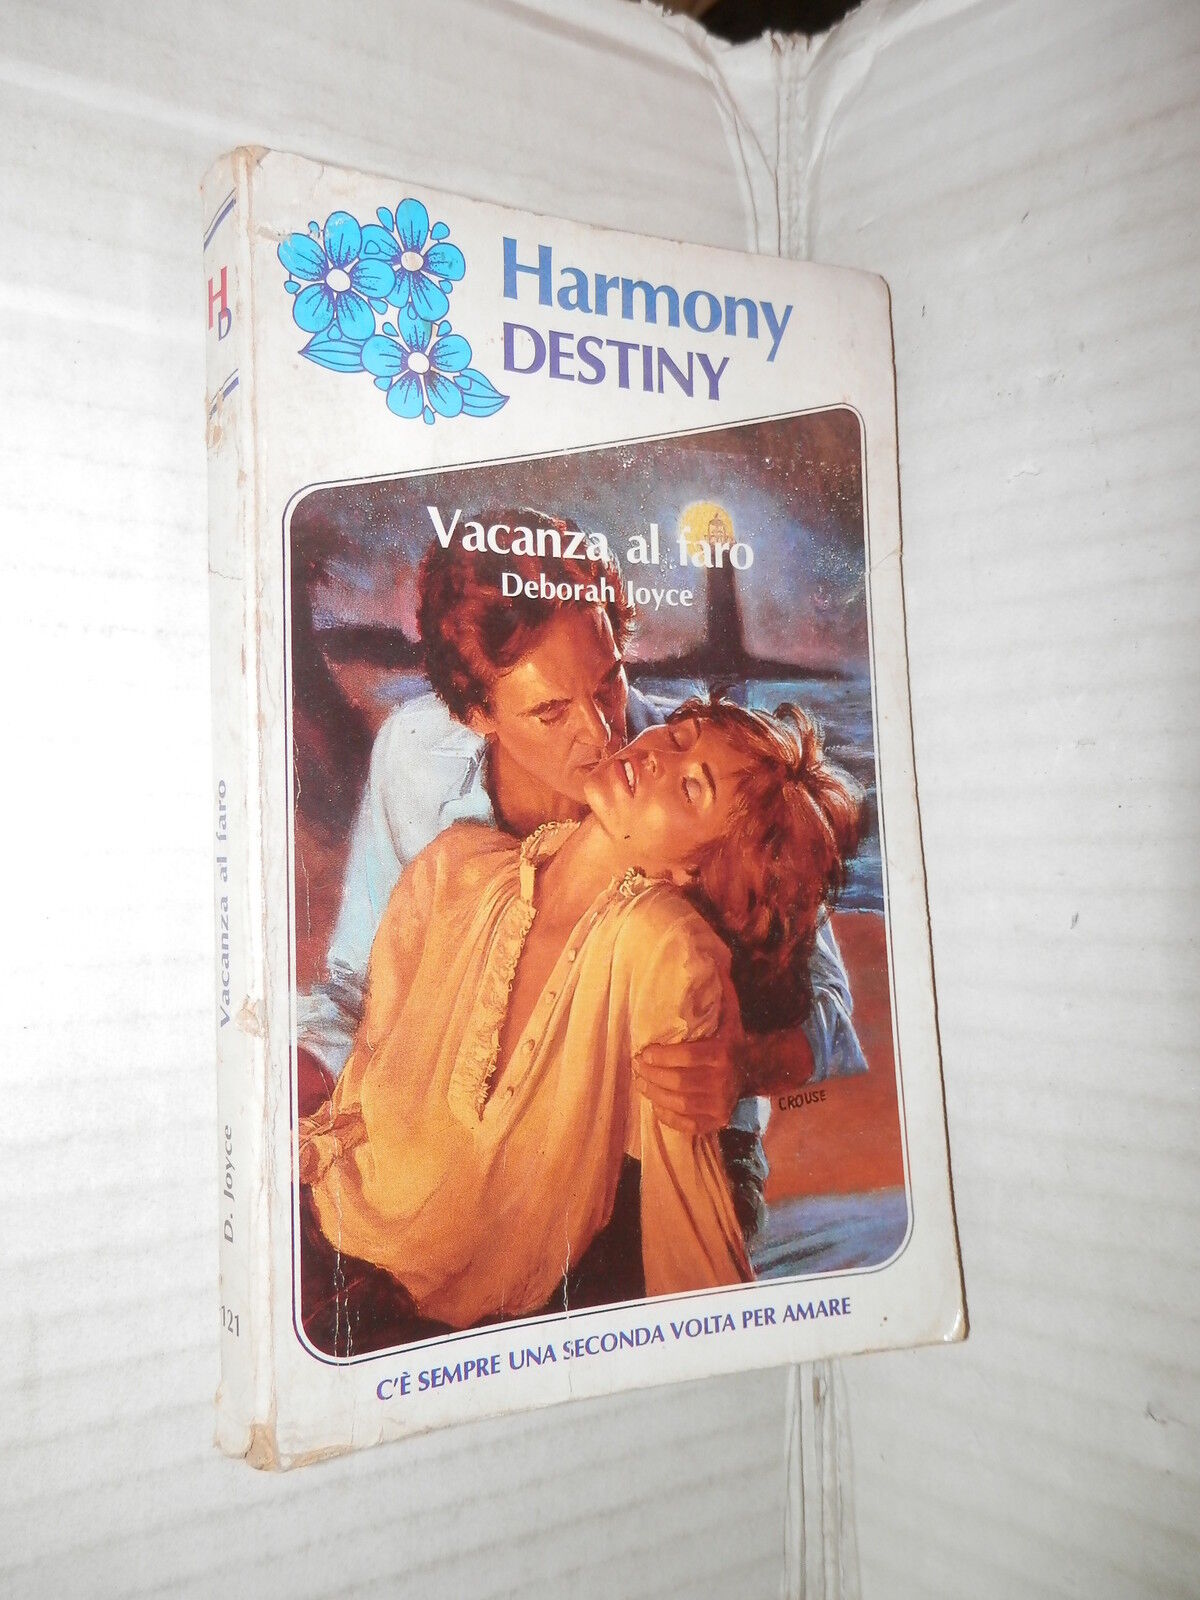 Harmony
DESTINY
Vacanza al faro
Deborah Joyce
CROUSE
C'È SEMPRE UNA SECONDA VOLTA PER AMARE
HD
Vacanza al faro
D. Joyce
121